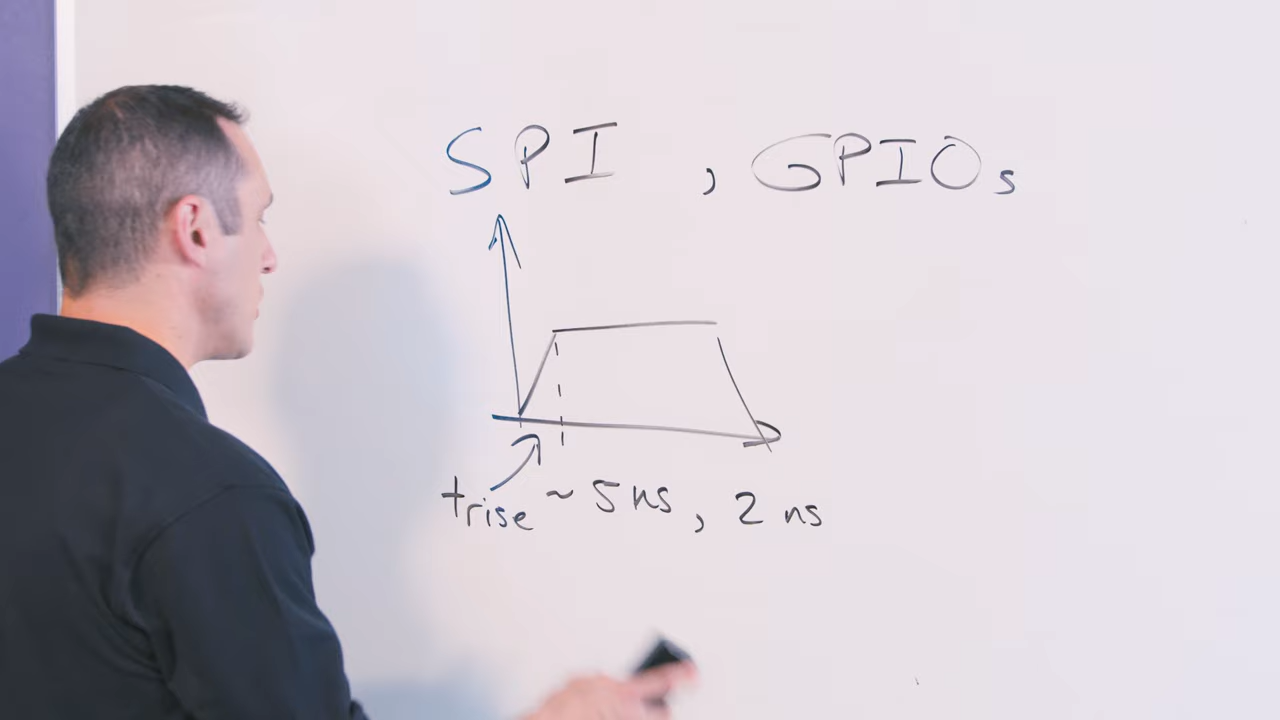 SPI , GPIOs
trise ~ 5ns, 2 ns